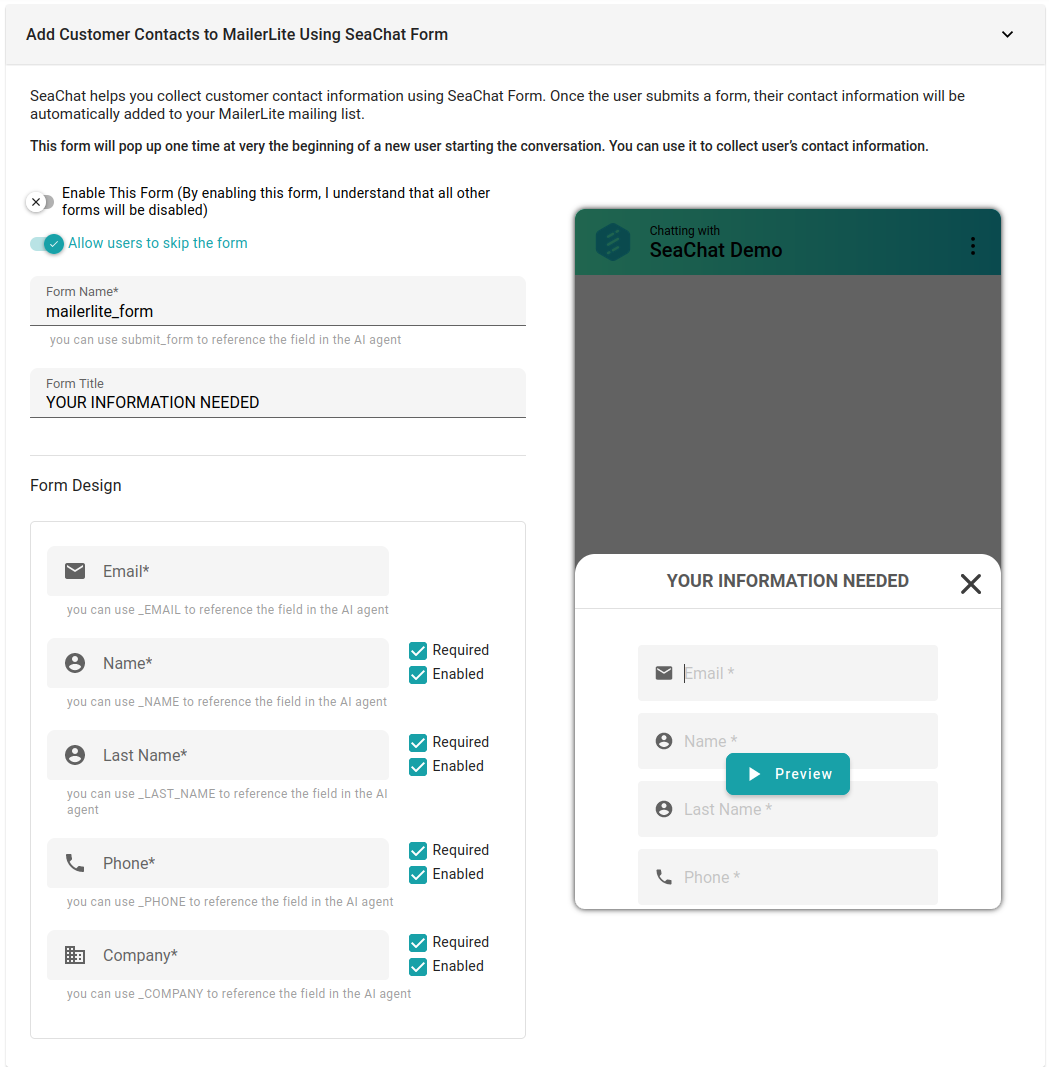 Add Customer Contacts to MailerLite Using SeaChat Form
SeaChat helps you collect customer contact information using SeaChat Form. Once the user submits a form, their contact information will be
automatically added to your MailerLite mailing list.
This form will pop up one time at very the beginning of a new user starting the conversation. You can use it to collect user's contact information.
Enable This Form (By enabling this form, I understand that all other
forms will be disabled)
Allow users to skip the form
Form Name*
mailerlite_form
you can use submit_form to reference the field in the AI agent
Form Title
YOUR INFORMATION NEEDED
Form Design
Email*
you can use _EMAIL to reference the field in the AI agent
Name*
Required
Enabled
you can use _NAME to reference the field in the AI agent
Last Name*
Required
Enabled
you can use _LAST_NAME to reference the field in the AI
agent
Phone*
Required
Enabled
you can use _PHONE to reference the field in the AI agent
Company*
Required
Enabled
you can use _COMPANY to reference the field in the AI agent
Chatting with
SeaChat Demo
YOUR INFORMATION NEEDED
Email *
Name *
Preview
Last Name *
Phone *